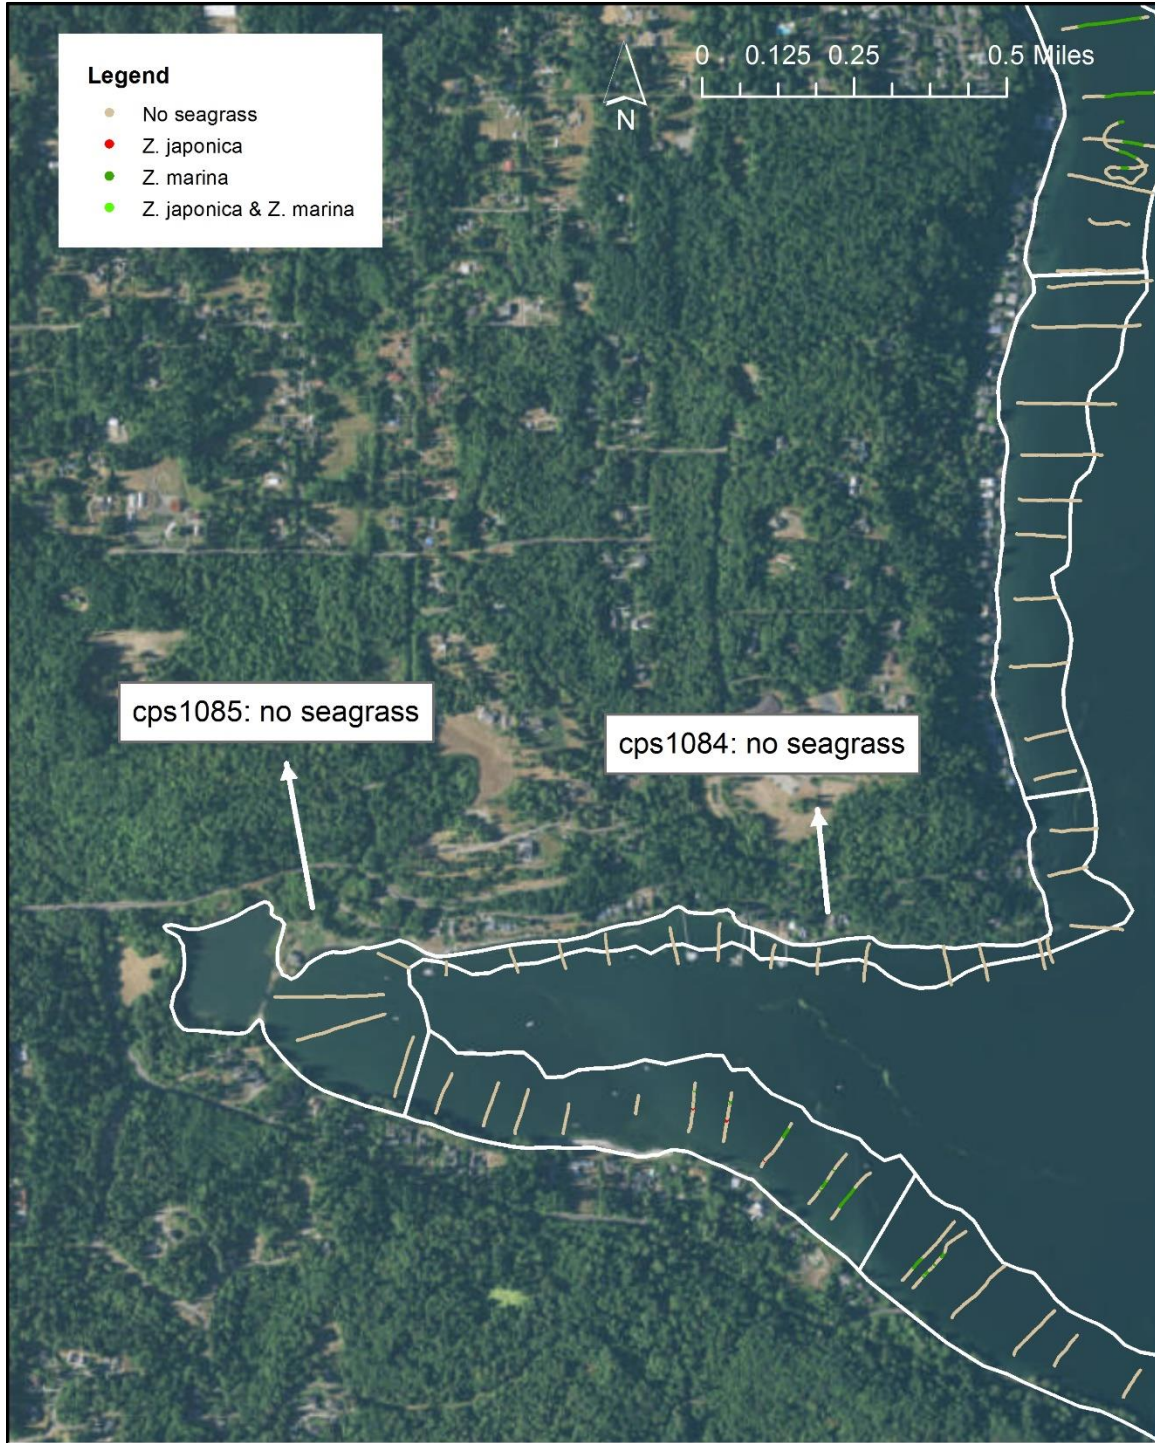 Legend
No seagrass
Z. japonica
Z. marina
Z. japonica & Z. marina
0 0.125 0.25 0.5 Miles
N
cps1085: no seagrass
cps1084: no seagrass